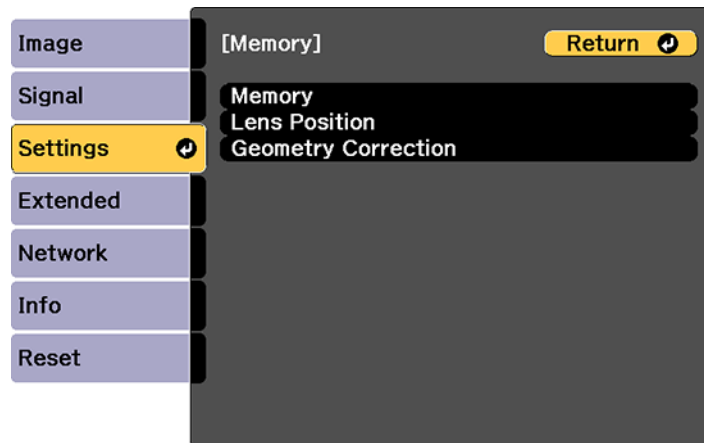 Image
Signal
Settings
Extended
Network
Info
Reset
[Memory]
Return
Memory
Lens Position
Geometry Correction